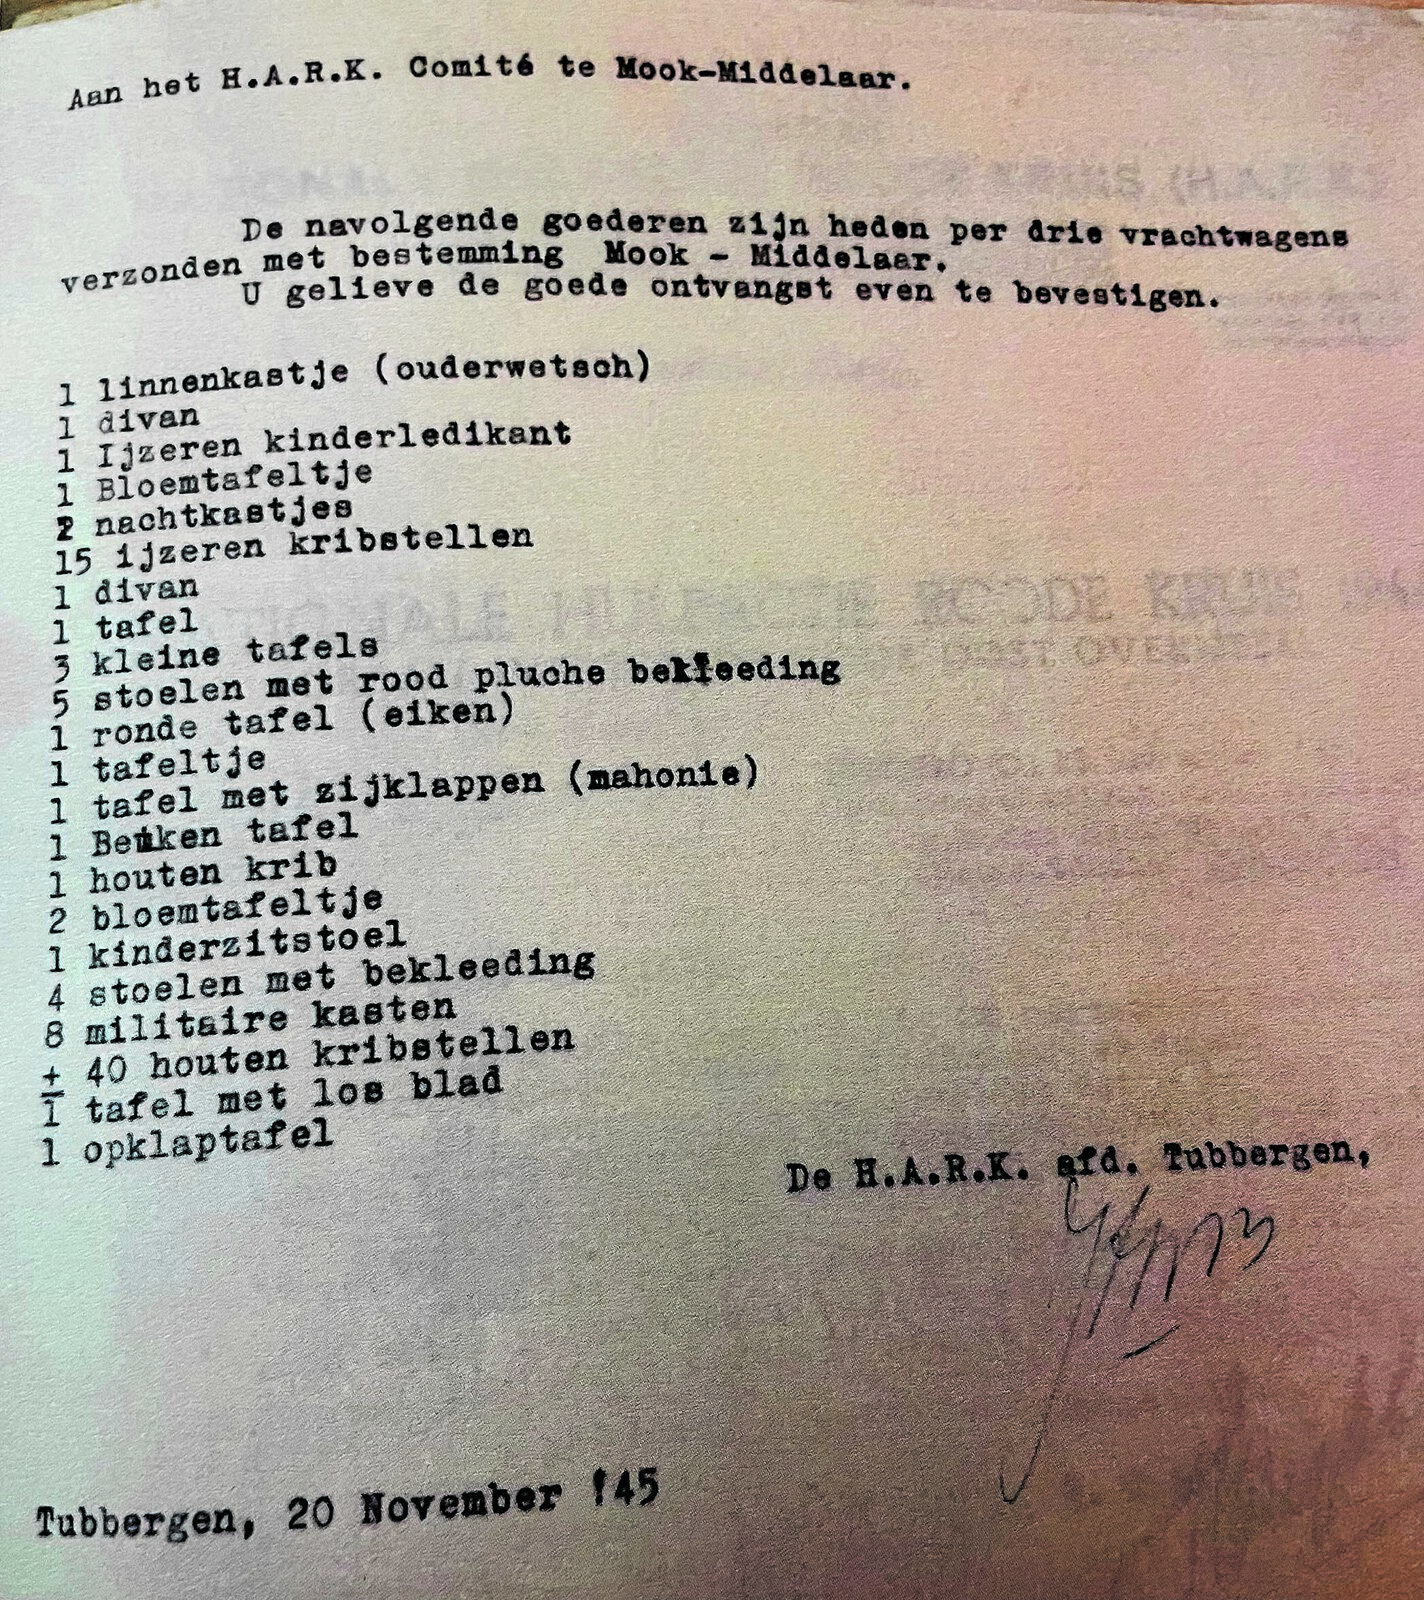 Aan het H.A.R.K. Comité te Mook-Middelaar.
De navolgende goederen zijn heden per drie vrachtwagens
verzonden met bestemming Mook - Middelaar.
U gelieve de goede ontvangst even te bevestigen.
1 linnenkastje (ouderwetsch)
1 divan
1 Ijzeren kinderledikant
1 Bloemtafeltje
2 nachtkastjes
15 ijzeren kribstellen
1 divan
1 tafel
3 kleine tafels
5 stoelen met rood pluche bekleeding
1 ronde tafel (eiken)
1 tafeltje
1 tafel met zijklappen (mahonie)
1 tafel
1 houten krib
2 bloemtafeltje
1 kinderzitstoel
4 stoelen met bekleeding
8 militaire kasten
± 40 houten kribstellen
1 tafel met los blad
1 opklaptafel
De H.A.R.K. afd. Tubbergen,
Tubbergen, 20 November '45